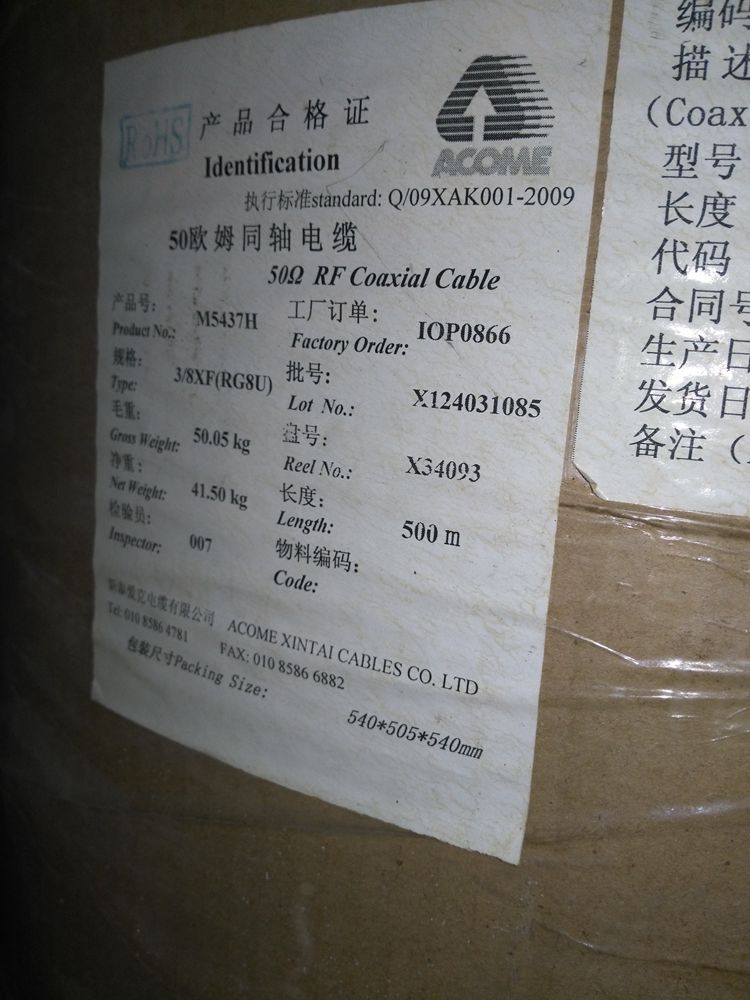 RoHS
产品合格证
ACOME
Identification
执行标准standard: Q/09XAK001-2009
50欧姆同轴电缆
50Ω RF Coaxial Cable
产品号:
Product No.: M5437H
工厂订单:
Factory Order: IOP0866
规格:
Type: 3/8XF(RG8U)
批号:
Lot No.: X124031085
毛重:
Gross Weight: 50.05 kg
盘号:
Reel No.: X34093
净重:
Net Weight: 41.50 kg
长度:
Length: 500 m
检验员:
Inspector: 007
物料编码:
Code:
新泰爱克电缆有限公司 ACOME XINTAI CABLES CO. LTD
Tel: 010 8586 4781 FAX: 010 8586 6882
包装尺寸Packing Size: 540*505*540mm
编码
描述
(Coax
型号
长度
代码
合同号
生产日
发货日
备注 (